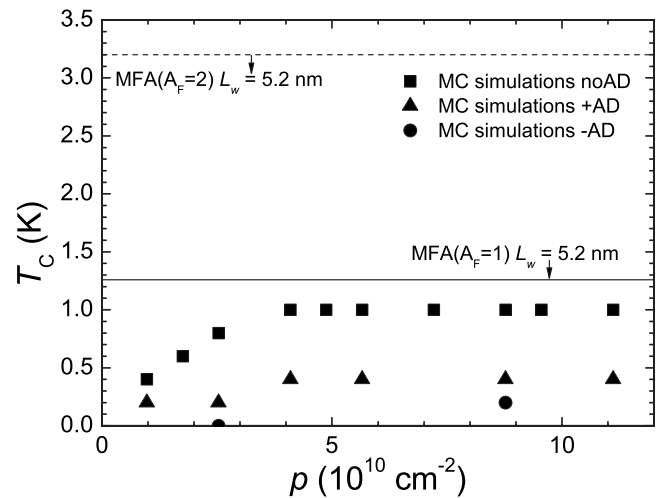 3.5
3.0
2.5
2.0
1.5
1.0
0.5
0.0
T_C (K)
MFA(A_F=2) L_w = 5.2 nm
MC simulations noAD
MC simulations +AD
MC simulations -AD
MFA(A_F=1) L_w = 5.2 nm
0 5 10
p (10^10 cm^-2)